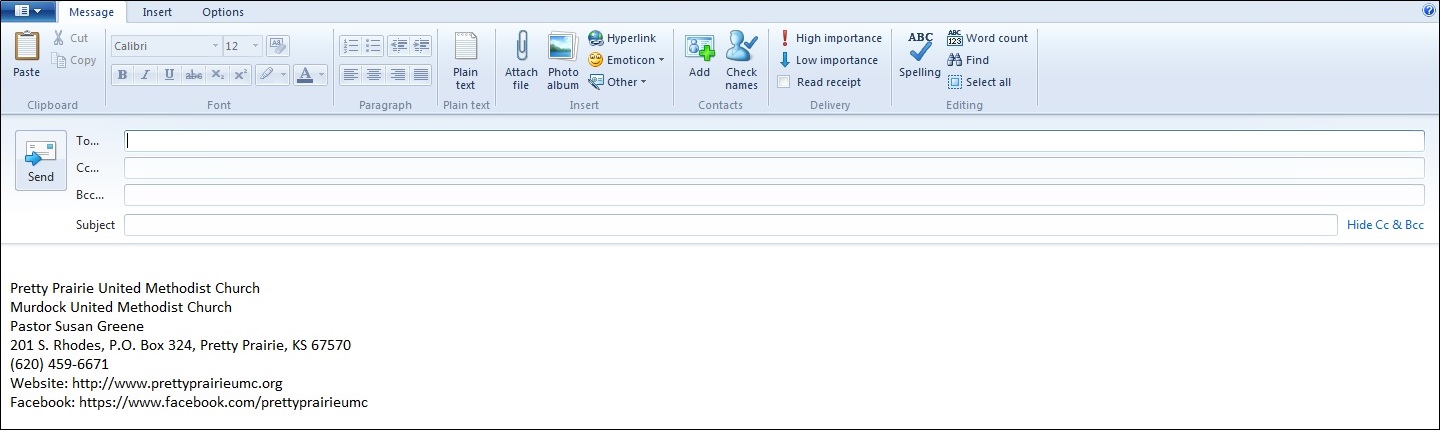 Message Insert Options
Paste
Cut
Copy
Clipboard
Calibri 12
B I U abc X₂ X²
A
Font
Paragraph
Plain text
Plain text
Attach file
Photo album
Hyperlink
Emoticon
Other
Insert
Add
Check names
Contacts
High importance
Low importance
Read receipt
Delivery
ABC
Spelling
ABC 123 Word count
Find
Select all
Editing
Send
To...
Cc...
Bcc...
Subject Hide Cc & Bcc
Pretty Prairie United Methodist Church
Murdock United Methodist Church
Pastor Susan Greene
201 S. Rhodes, P.O. Box 324, Pretty Prairie, KS 67570
(620) 459-6671
Website: http://www.prettyprairieumc.org
Facebook: https://www.facebook.com/prettyprairieumc